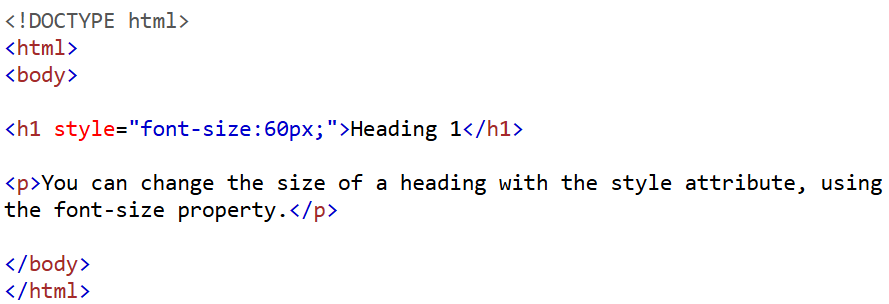 <!DOCTYPE html>
<html>
<body>
<h1 style="font-size:60px;">Heading 1</h1>
<p>You can change the size of a heading with the style attribute, using
the font-size property.</p>
</body>
</html>